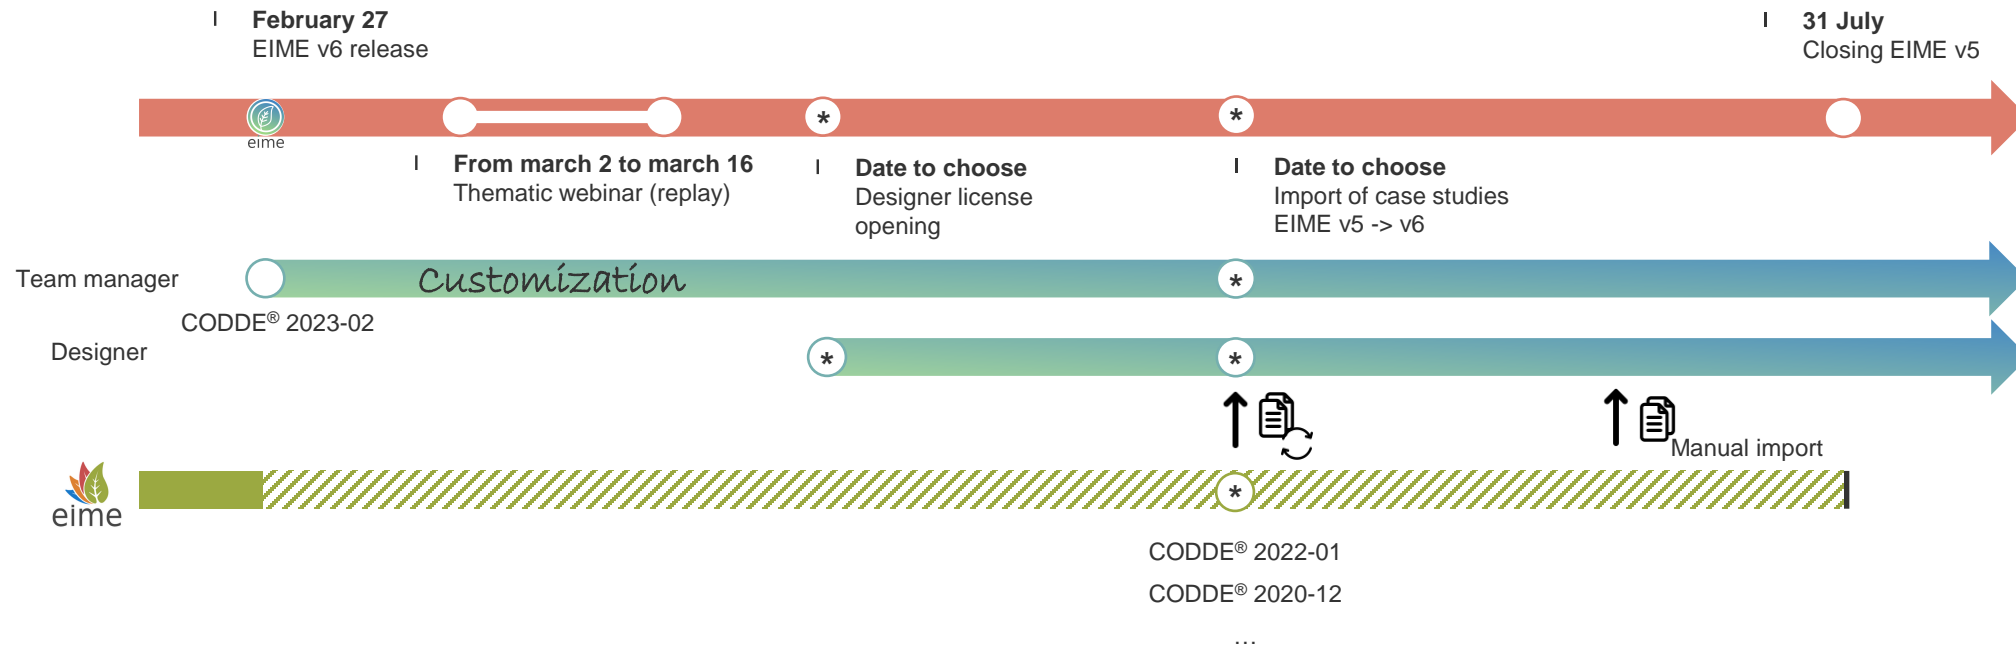 February 27
EIME v6 release
31 July
Closing EIME v5
*
*
eime
From march 2 to march 16
Thematic webinar (replay)
Date to choose
Designer license
opening
Date to choose
Import of case studies
EIME v5 -> v6
Team manager
Customization
*
CODDE® 2023-02
Designer
*
*
Manual import
eime
*
CODDE® 2022-01
CODDE® 2020-12
...